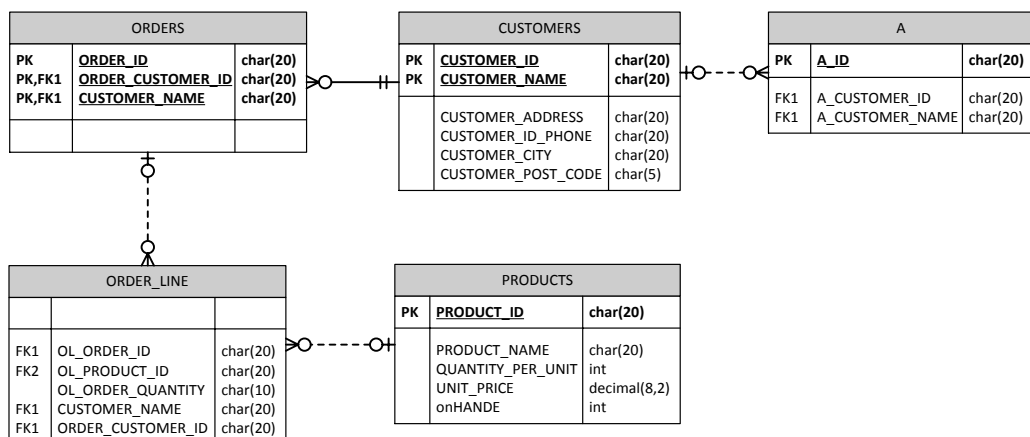 ORDERS
PK ORDER_ID char(20)
PK,FK1 ORDER_CUSTOMER_ID char(20)
PK,FK1 CUSTOMER_NAME char(20)
CUSTOMERS
PK CUSTOMER_ID char(20)
PK CUSTOMER_NAME char(20)
CUSTOMER_ADDRESS char(20)
CUSTOMER_ID_PHONE char(20)
CUSTOMER_CITY char(20)
CUSTOMER_POST_CODE char(5)
A
PK A_ID char(20)
FK1 A_CUSTOMER_ID char(20)
FK1 A_CUSTOMER_NAME char(20)
ORDER_LINE
FK1 OL_ORDER_ID char(20)
FK2 OL_PRODUCT_ID char(20)
OL_ORDER_QUANTITY char(10)
FK1 CUSTOMER_NAME char(20)
FK1 ORDER_CUSTOMER_ID char(20)
PRODUCTS
PK PRODUCT_ID char(20)
PRODUCT_NAME char(20)
QUANTITY_PER_UNIT int
UNIT_PRICE decimal(8,2)
onHANDE int